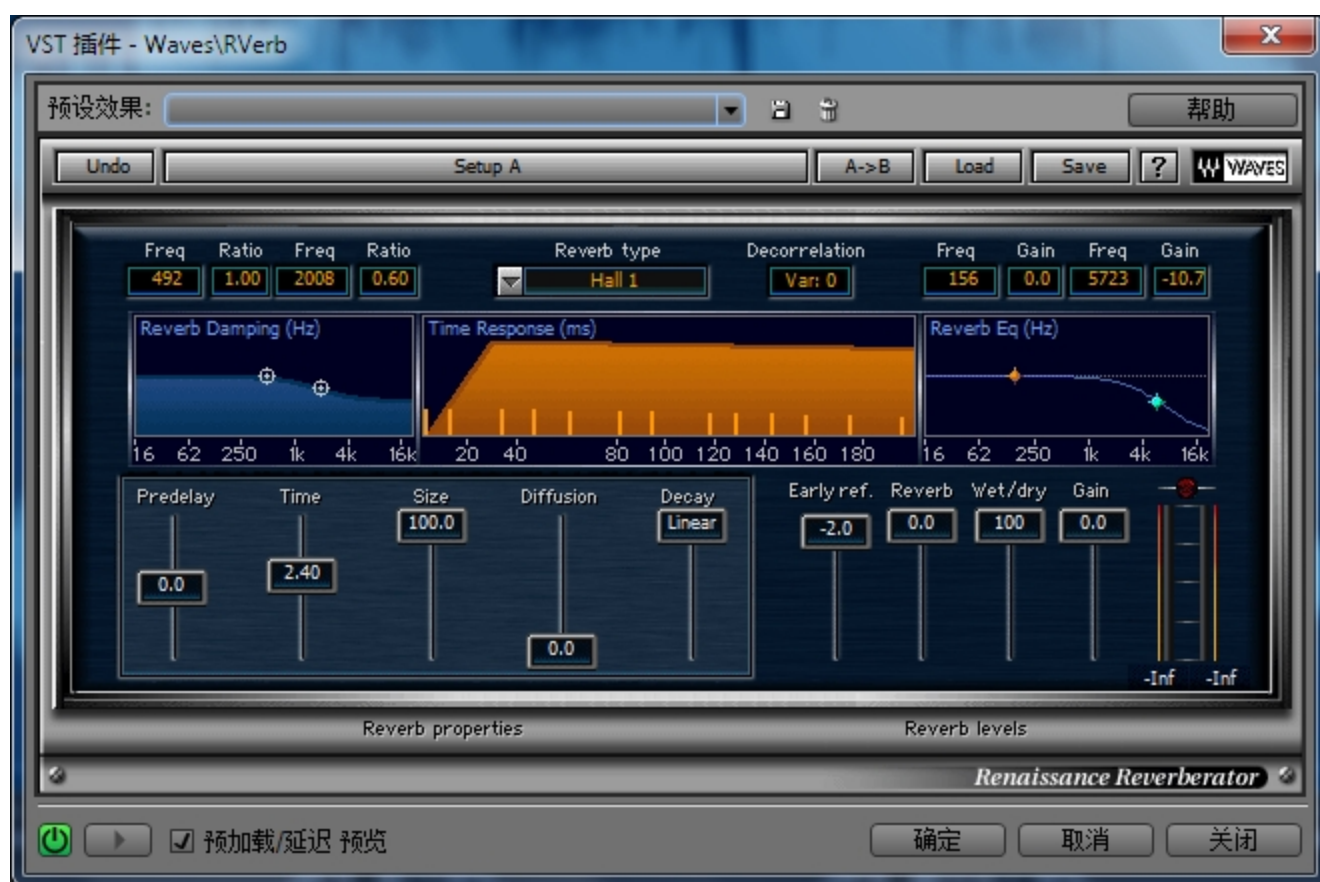 VST 插件 - Waves\RVerb
x
预设效果:
帮助
Undo
Setup A
A->B
Load
Save
?
WAVES
Freq Ratio Freq Ratio Reverb type Decorrelation Freq Gain Freq Gain
492 1.00 2008 0.60 Hall 1 Var: 0 156 0.0 5723 -10.7
Reverb Damping (Hz) Time Response (ms) Reverb Eq (Hz)
16 62 250 1k 4k 16k 20 40 80 100 120 140 160 180 16 62 250 1k 4k 16k
Predelay Time Size Diffusion Decay Early ref. Reverb Wet/dry Gain
0.0 2.40 100.0 0.0 Linear -2.0 0.0 100 0.0
-Inf -Inf
Reverb properties Reverb levels
Renaissance Reverberator
预加载/延迟 预览 确定 取消 关闭